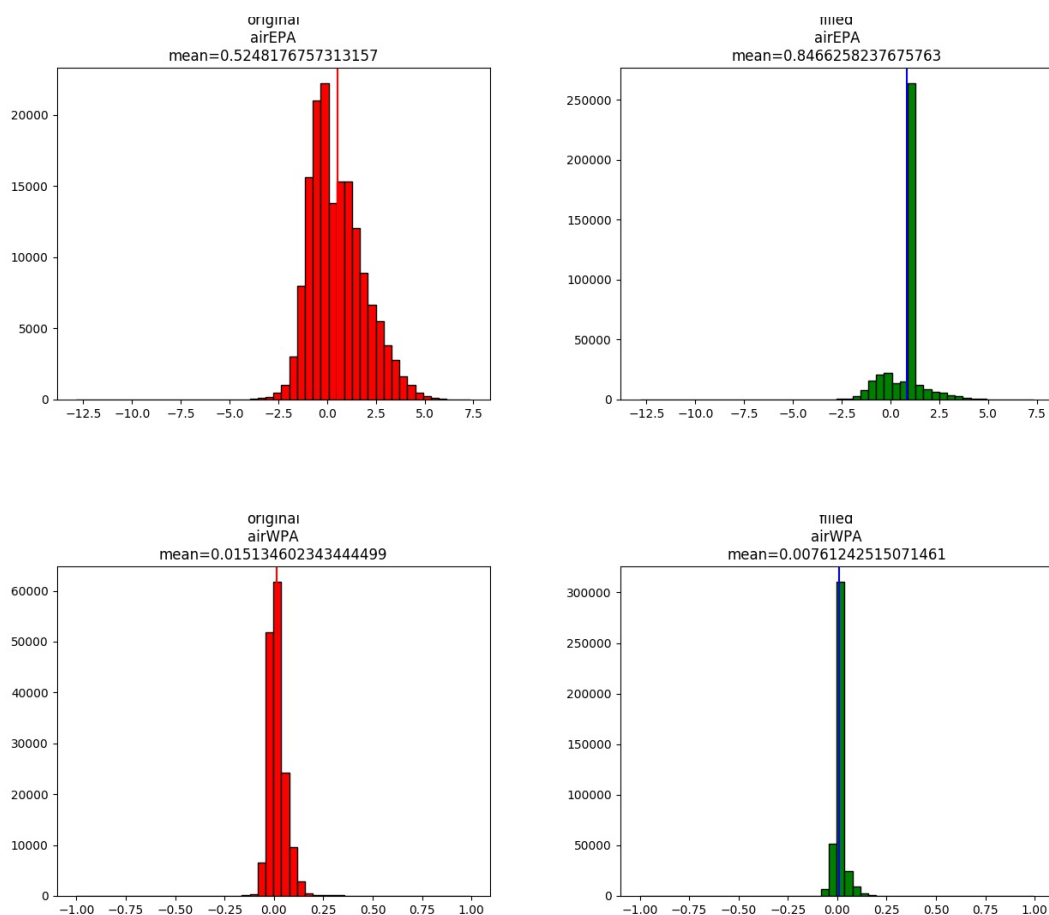 original
airEPA
mean=0.5248176757313157
20000
15000
10000
5000
0
−12.5 −10.0 −7.5 −5.0 −2.5 0.0 2.5 5.0 7.5
filled
airEPA
mean=0.8466258237675763
250000
200000
150000
100000
50000
0
−12.5 −10.0 −7.5 −5.0 −2.5 0.0 2.5 5.0 7.5
original
airWPA
mean=0.015134602343444499
60000
50000
40000
30000
20000
10000
0
−1.00 −0.75 −0.50 −0.25 0.00 0.25 0.50 0.75 1.00
filled
airWPA
mean=0.00761242515071461
300000
250000
200000
150000
100000
50000
0
−1.00 −0.75 −0.50 −0.25 0.00 0.25 0.50 0.75 1.00